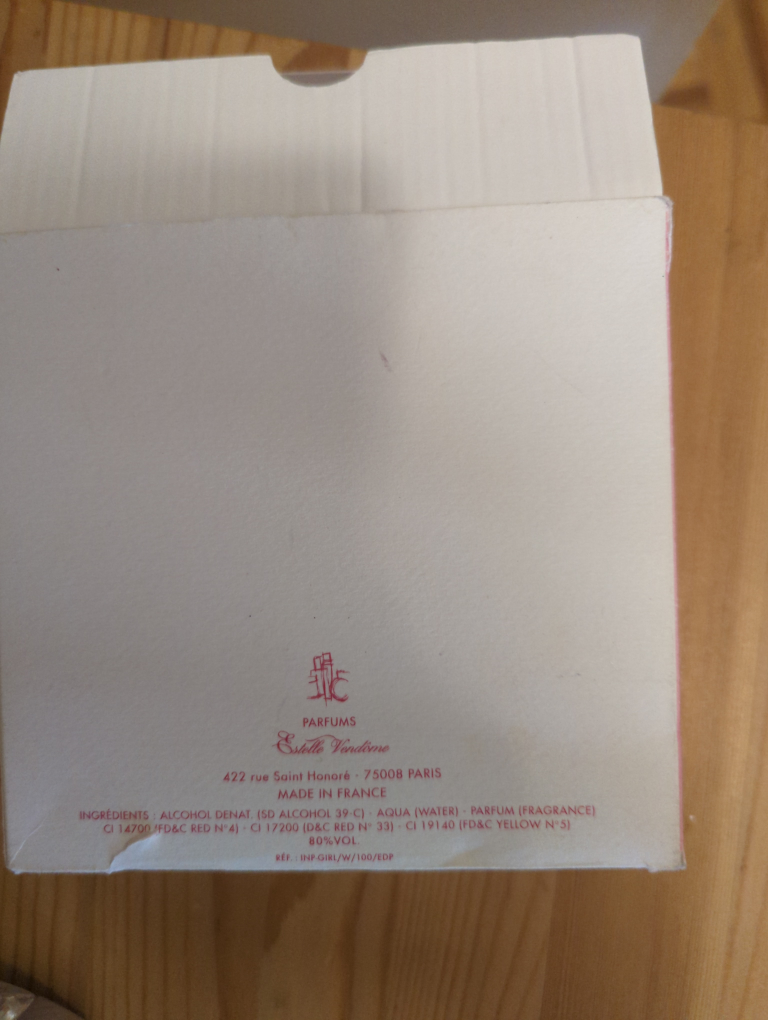 PARFUMS
Estelle Vendôme
422 rue Saint Honoré · 75008 PARIS
MADE IN FRANCE
INGRÉDIENTS : ALCOHOL DENAT. (SD ALCOHOL 39-C) · AQUA (WATER) · PARFUM (FRAGRANCE)
CI 14700 (FD&C RED N°4) · CI 17200 (D&C RED N° 33) · CI 19140 (FD&C YELLOW N°5)
80%VOL.
RÉF. : INP-GIRL/W/100/EDP